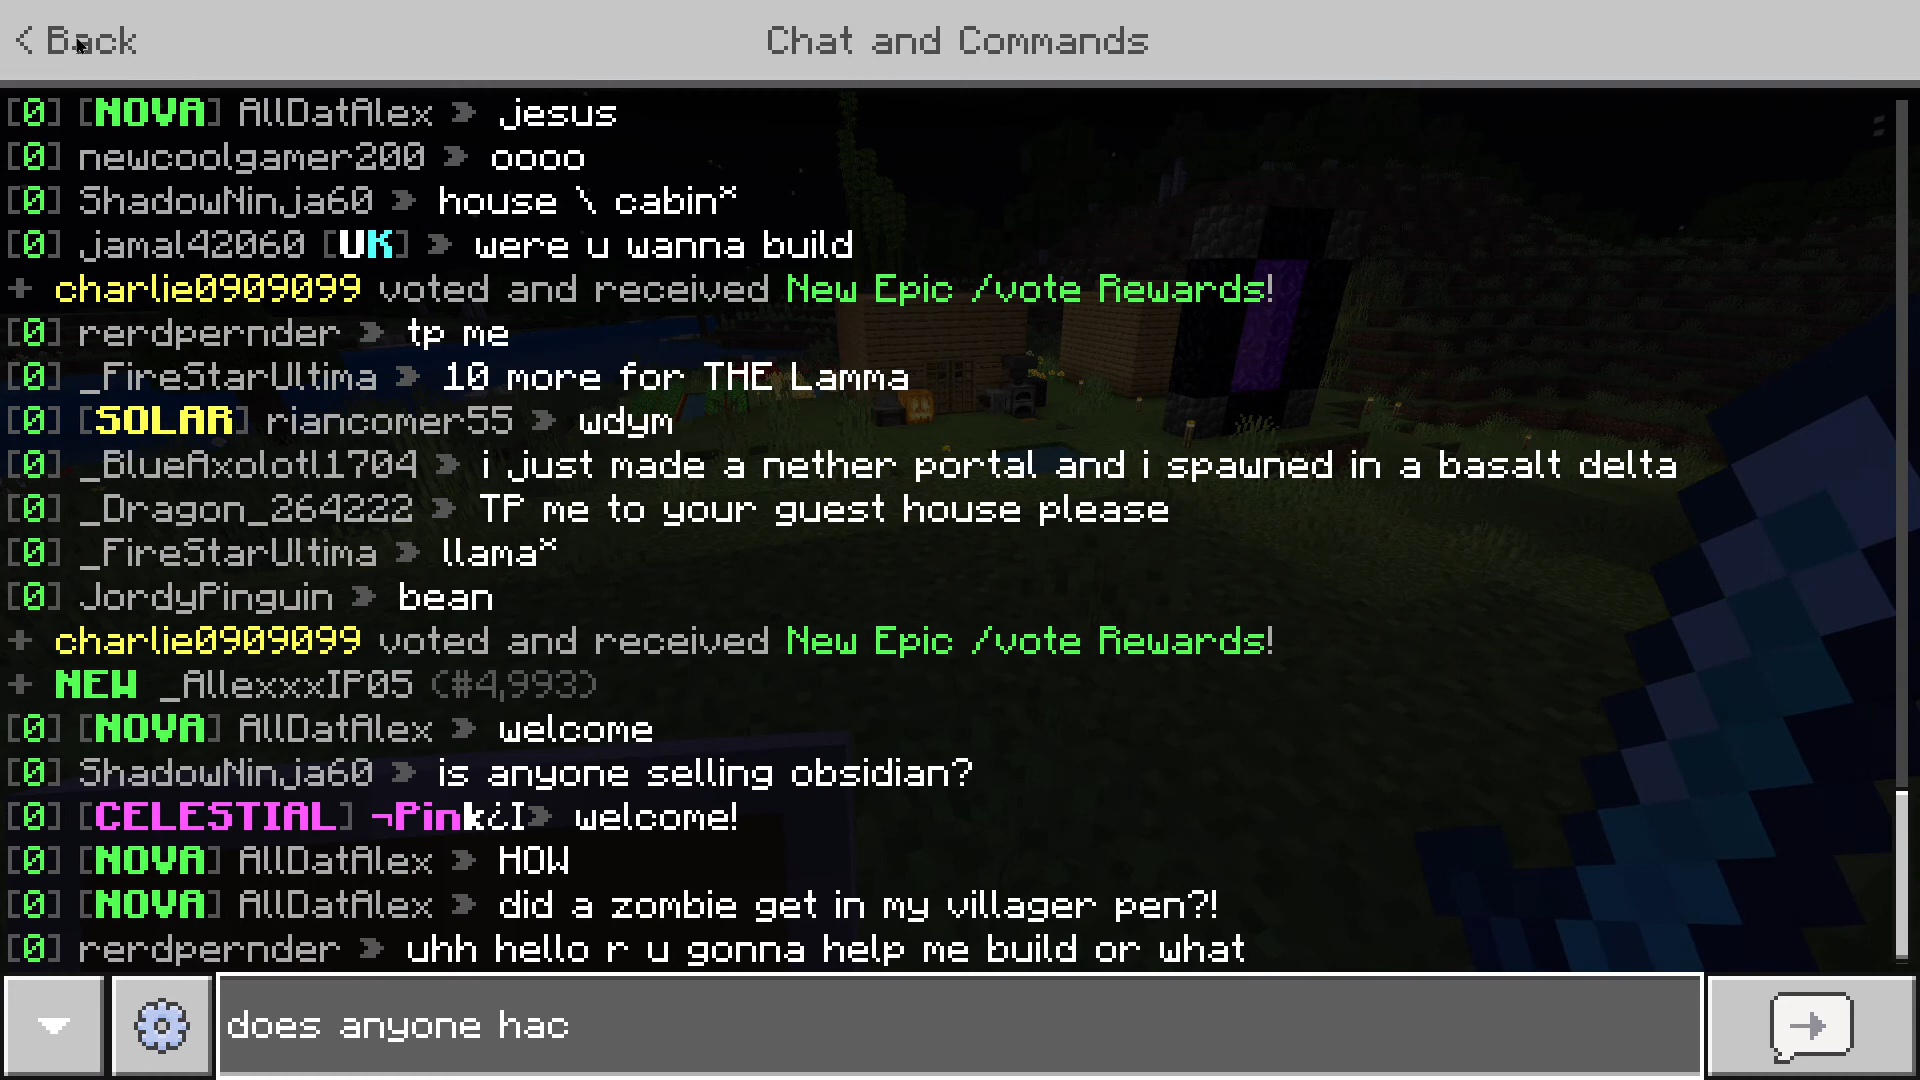 < Back
Chat and Commands
[0] [NOVA] AllDatAlex > jesus
[0] newcoolgamer200 > oooo
[0] ShadowNinja60 > house \ cabin*
[0] jamal42060 [UK] > were u wanna build
+ charlie0909099 voted and received New Epic /vote Rewards!
[0] rerdpernder > tp me
[0] _FireStarUltima > 10 more for THE Lamma
[0] [SOLAR] riancomer55 > wdym
[0] _BlueAxolotl1704 > i just made a nether portal and i spawned in a basalt delta
[0] _Dragon_264222 > TP me to your guest house please
[0] _FireStarUltima > llama*
[0] JordyPinguin > bean
+ charlie0909099 voted and received New Epic /vote Rewards!
+ NEW _AllexxxIP05 (#4,993)
[0] [NOVA] AllDatAlex > welcome
[0] ShadowNinja60 > is anyone selling obsidian?
[0] [CELESTIAL] ¬Pink¿I > welcome!
[0] [NOVA] AllDatAlex > HOW
[0] [NOVA] AllDatAlex > did a zombie get in my villager pen?!
[0] rerdpernder > uhh hello r u gonna help me build or what
does anyone hac